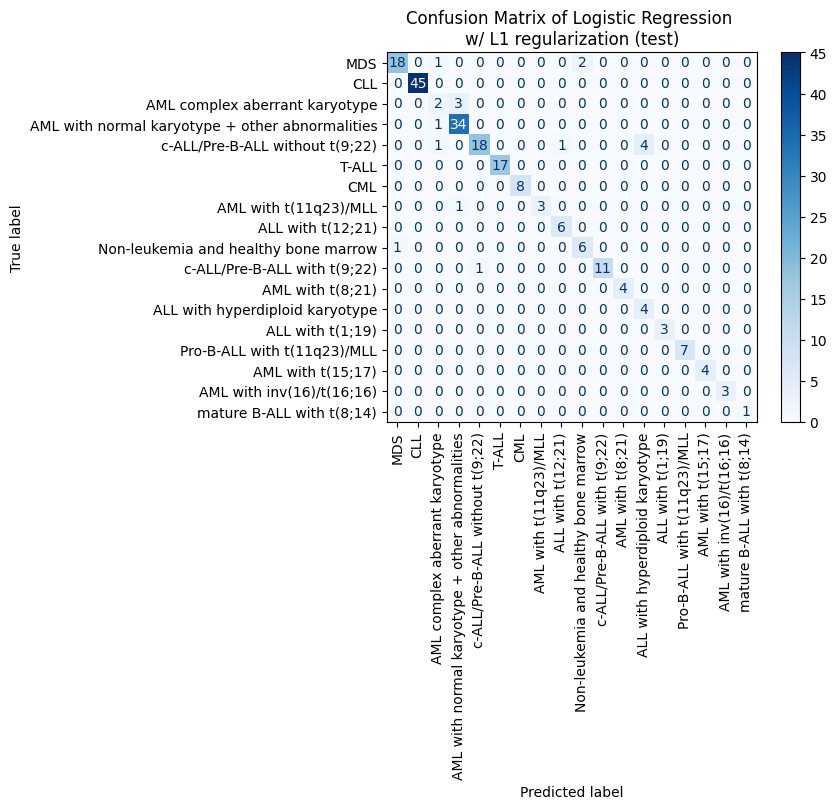 Confusion Matrix of Logistic Regression
w/ L1 regularization (test)
True label
MDS 18 0 1 0 0 0 0 0 0 2 0 0 0 0 0 0 0 0
CLL 0 45 0 0 0 0 0 0 0 0 0 0 0 0 0 0 0 0
AML complex aberrant karyotype 0 0 2 3 0 0 0 0 0 0 0 0 0 0 0 0 0 0
AML with normal karyotype + other abnormalities 0 0 1 34 0 0 0 0 0 0 0 0 0 0 0 0 0 0
c-ALL/Pre-B-ALL without t(9;22) 0 0 1 0 18 0 0 0 1 0 0 0 4 0 0 0 0 0
T-ALL 0 0 0 0 0 17 0 0 0 0 0 0 0 0 0 0 0 0
CML 0 0 0 0 0 0 8 0 0 0 0 0 0 0 0 0 0 0
AML with t(11q23)/MLL 0 0 0 1 0 0 0 3 0 0 0 0 0 0 0 0 0 0
ALL with t(12;21) 0 0 0 0 0 0 0 0 6 0 0 0 0 0 0 0 0 0
Non-leukemia and healthy bone marrow 1 0 0 0 0 0 0 0 0 6 0 0 0 0 0 0 0 0
c-ALL/Pre-B-ALL with t(9;22) 0 0 0 0 1 0 0 0 0 0 11 0 0 0 0 0 0 0
AML with t(8;21) 0 0 0 0 0 0 0 0 0 0 0 4 0 0 0 0 0 0
ALL with hyperdiploid karyotype 0 0 0 0 0 0 0 0 0 0 0 0 4 0 0 0 0 0
ALL with t(1;19) 0 0 0 0 0 0 0 0 0 0 0 0 0 3 0 0 0 0
Pro-B-ALL with t(11q23)/MLL 0 0 0 0 0 0 0 0 0 0 0 0 0 0 7 0 0 0
AML with t(15;17) 0 0 0 0 0 0 0 0 0 0 0 0 0 0 0 4 0 0
AML with inv(16)/t(16;16) 0 0 0 0 0 0 0 0 0 0 0 0 0 0 0 0 3 0
mature B-ALL with t(8;14) 0 0 0 0 0 0 0 0 0 0 0 0 0 0 0 0 0 1
MDS
CLL
AML complex aberrant karyotype
AML with normal karyotype + other abnormalities
c-ALL/Pre-B-ALL without t(9;22)
T-ALL
CML
AML with t(11q23)/MLL
ALL with t(12;21)
Non-leukemia and healthy bone marrow
c-ALL/Pre-B-ALL with t(9;22)
AML with t(8;21)
ALL with hyperdiploid karyotype
ALL with t(1;19)
Pro-B-ALL with t(11q23)/MLL
AML with t(15;17)
AML with inv(16)/t(16;16)
mature B-ALL with t(8;14)
Predicted label
45
40
35
30
25
20
15
10
5
0